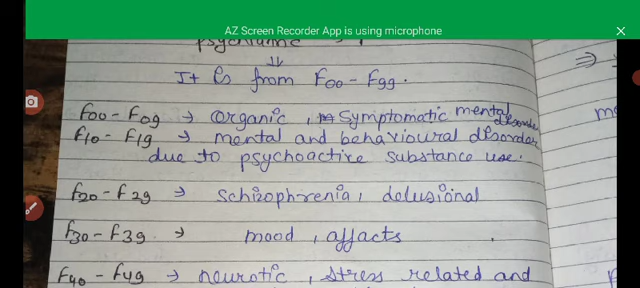 AZ Screen Recorder App is using microphone
It is from F00 - F99.
F00 - F09 → Organic, Symptomatic mental disorder
F10 - F19 → mental and behavioural disorder
due to psychoactive substance use.
F20 - F29 → schizophrenia, delusional
F30 - F39 → mood, affacts
F40 - F49 → neurotic, stress related and